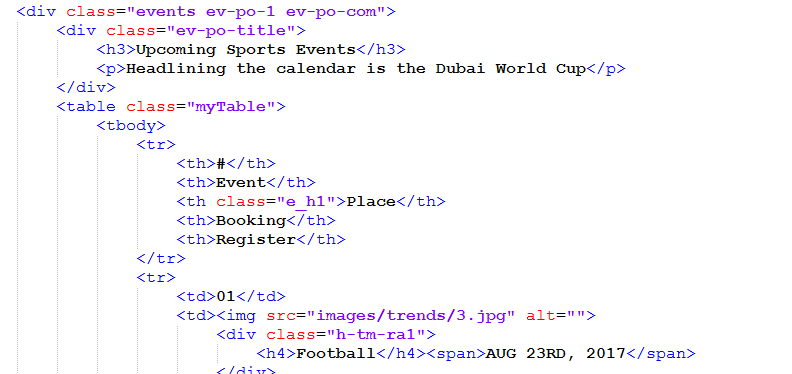 <div class="events ev-po-1 ev-po-com">
<div class="ev-po-title">
<h3>Upcoming Sports Events</h3>
<p>Headlining the calendar is the Dubai World Cup</p>
</div>
<table class="myTable">
<tbody>
<tr>
<th>#</th>
<th>Event</th>
<th class="e_h1">Place</th>
<th>Booking</th>
<th>Register</th>
</tr>
<tr>
<td>01</td>
<td><img src="images/trends/3.jpg" alt="">
<div class="h-tm-ra1">
<h4>Football</h4><span>AUG 23RD, 2017</span>
</div>